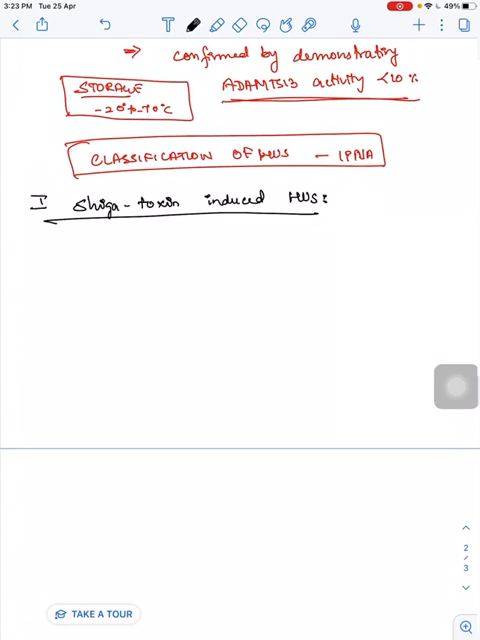 3:23 PM Tue 25 Apr
49%
T
⇒ confirmed by demonstrating
ADAMTS13 activity <10%
STORAGE
-20° to -70°C
CLASSIFICATION OF HUS - IPNA
I Shiga-toxin induced HUS:
2
/
3
TAKE A TOUR